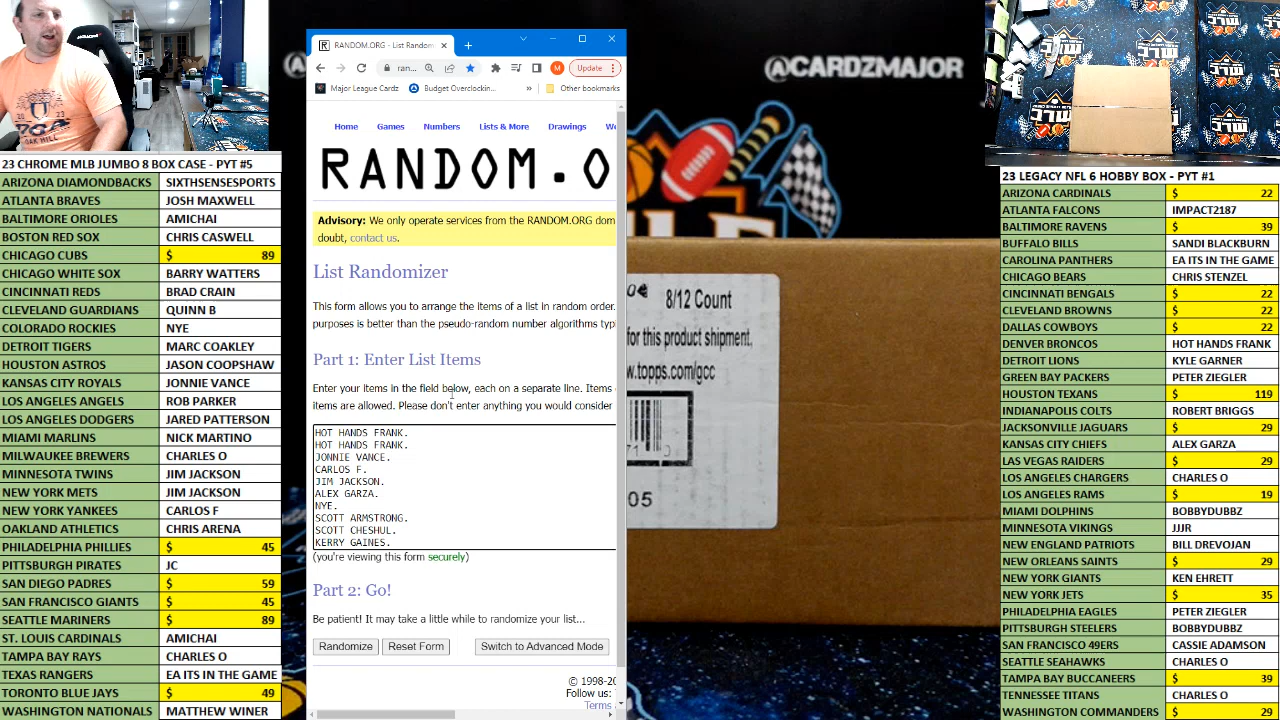 23 CHROME MLB JUMBO 8 BOX CASE - PYT #5
ARIZONA DIAMONDBACKS SIXTHSENSESPORTS
ATLANTA BRAVES JOSH MAXWELL
BALTIMORE ORIOLES AMICHAI
BOSTON RED SOX CHRIS CASWELL
CHICAGO CUBS $ 89
CHICAGO WHITE SOX BARRY WATTERS
CINCINNATI REDS BRAD CRAIN
CLEVELAND GUARDIANS QUINN B
COLORADO ROCKIES NYE
DETROIT TIGERS MARC COAKLEY
HOUSTON ASTROS JASON COOPSHAW
KANSAS CITY ROYALS JONNIE VANCE
LOS ANGELES ANGELS ROB PARKER
LOS ANGELES DODGERS JARED PATTERSON
MIAMI MARLINS NICK MARTINO
MILWAUKEE BREWERS CHARLES O
MINNESOTA TWINS JIM JACKSON
NEW YORK METS JIM JACKSON
NEW YORK YANKEES CARLOS F
OAKLAND ATHLETICS CHRIS ARENA
PHILADELPHIA PHILLIES $ 45
PITTSBURGH PIRATES JC
SAN DIEGO PADRES $ 59
SAN FRANCISCO GIANTS $ 45
SEATTLE MARINERS $ 89
ST. LOUIS CARDINALS AMICHAI
TAMPA BAY RAYS CHARLES O
TEXAS RANGERS EA ITS IN THE GAME
TORONTO BLUE JAYS $ 49
WASHINGTON NATIONALS MATTHEW WINER
RANDOM.ORG - List Random
ran...
M
Update
Major League Cardz
Budget Overclockin...
»
Other bookmarks
Home Games Numbers Lists & More Drawings
RANDOM.O
Advisory: We only operate services from the RANDOM.ORG dom
doubt, contact us.
List Randomizer
This form allows you to arrange the items of a list in random order.
purposes is better than the pseudo-random number algorithms typi
Part 1: Enter List Items
Enter your items in the field below, each on a separate line. Items
items are allowed. Please don't enter anything you would consider
HOT HANDS FRANK.
HOT HANDS FRANK.
JONNIE VANCE.
CARLOS F.
JIM JACKSON.
ALEX GARZA.
NYE.
SCOTT ARMSTRONG.
SCOTT CHESHUL.
KERRY GAINES.
(you're viewing this form securely)
Part 2: Go!
Be patient! It may take a little while to randomize your list...
Randomize Reset Form Switch to Advanced Mode
© 1998-20
Follow us:
Terms
@CARDZMAJOR
8/12 Count
for this product shipment,
w.topps.com/gcc
05
23 LEGACY NFL 6 HOBBY BOX - PYT #1
ARIZONA CARDINALS $ 22
ATLANTA FALCONS IMPACT2187
BALTIMORE RAVENS $ 39
BUFFALO BILLS SANDI BLACKBURN
CAROLINA PANTHERS EA ITS IN THE GAME
CHICAGO BEARS CHRIS STENZEL
CINCINNATI BENGALS $ 22
CLEVELAND BROWNS $ 22
DALLAS COWBOYS $ 22
DENVER BRONCOS HOT HANDS FRANK
DETROIT LIONS KYLE GARNER
GREEN BAY PACKERS PETER ZIEGLER
HOUSTON TEXANS $ 119
INDIANAPOLIS COLTS ROBERT BRIGGS
JACKSONVILLE JAGUARS $ 29
KANSAS CITY CHIEFS ALEX GARZA
LAS VEGAS RAIDERS $ 29
LOS ANGELES CHARGERS CHARLES O
LOS ANGELES RAMS $ 19
MIAMI DOLPHINS BOBBYDUBBZ
MINNESOTA VIKINGS JJJR
NEW ENGLAND PATRIOTS BILL DREVOJAN
NEW ORLEANS SAINTS $ 29
NEW YORK GIANTS KEN EHRETT
NEW YORK JETS $ 35
PHILADELPHIA EAGLES PETER ZIEGLER
PITTSBURGH STEELERS BOBBYDUBBZ
SAN FRANCISCO 49ERS CASSIE ADAMSON
SEATTLE SEAHAWKS CHARLES O
TAMPA BAY BUCCANEERS $ 39
TENNESSEE TITANS CHARLES O
WASHINGTON COMMANDERS $ 29